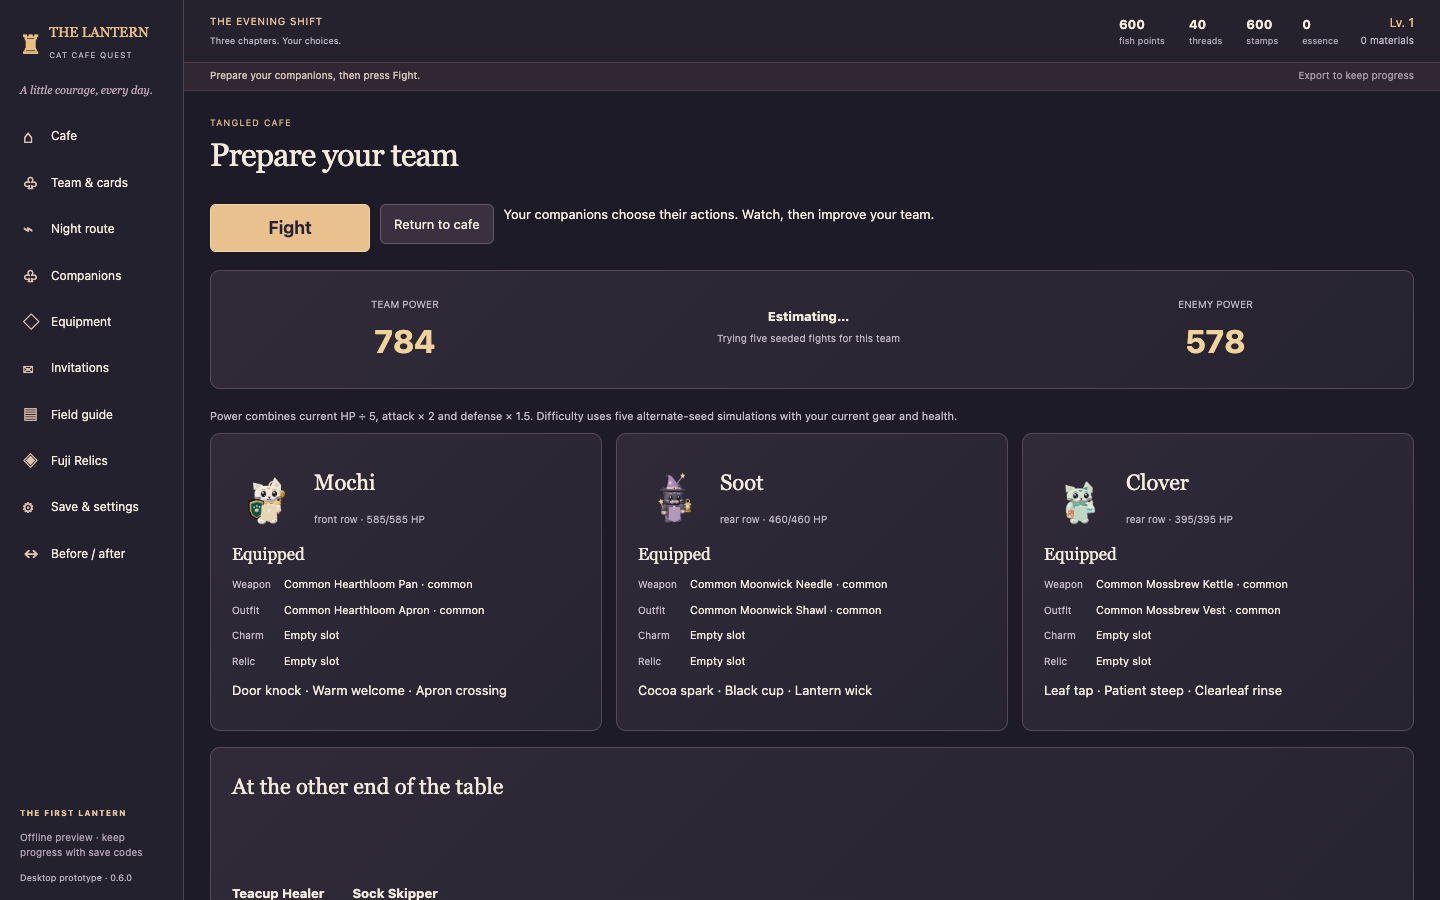 THE LANTERN
CAT CAFE QUEST
A little courage, every day.
Cafe
Team & cards
Night route
Companions
Equipment
Invitations
Field guide
Fuji Relics
Save & settings
Before / after
THE FIRST LANTERN
Offline preview · keep
progress with save codes
Desktop prototype · 0.6.0
THE EVENING SHIFT
Three chapters. Your choices.
600 fish points
40 threads
600 stamps
0 essence
Lv. 1
0 materials
Prepare your companions, then press Fight.
Export to keep progress
TANGLED CAFE
Prepare your team
Fight
Return to cafe
Your companions choose their actions. Watch, then improve your team.
TEAM POWER
784
Estimating...
Trying five seeded fights for this team
ENEMY POWER
578
Power combines current HP ÷ 5, attack × 2 and defense × 1.5. Difficulty uses five alternate-seed simulations with your current gear and health.
Mochi
front row · 585/585 HP
Equipped
Weapon Common Hearthloom Pan · common
Outfit Common Hearthloom Apron · common
Charm Empty slot
Relic Empty slot
Door knock · Warm welcome · Apron crossing
Soot
rear row · 460/460 HP
Equipped
Weapon Common Moonwick Needle · common
Outfit Common Moonwick Shawl · common
Charm Empty slot
Relic Empty slot
Cocoa spark · Black cup · Lantern wick
Clover
rear row · 395/395 HP
Equipped
Weapon Common Mossbrew Kettle · common
Outfit Common Mossbrew Vest · common
Charm Empty slot
Relic Empty slot
Leaf tap · Patient steep · Clearleaf rinse
At the other end of the table
Teacup Healer
Sock Skipper